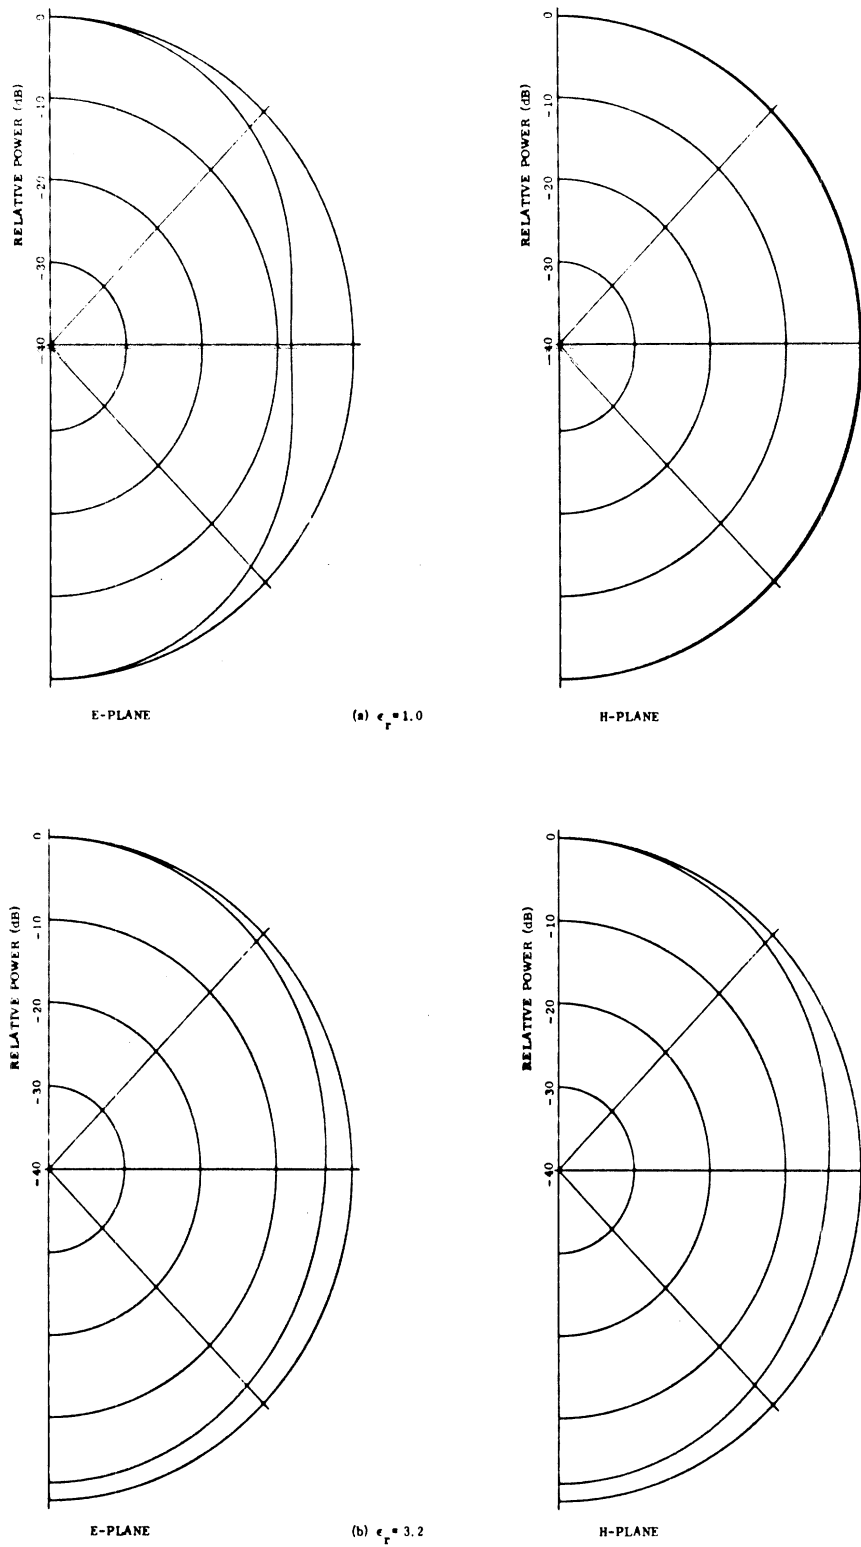 RELATIVE POWER (dB)
0
-10
-20
-30
-40
E-PLANE
RELATIVE POWER (dB)
0
-10
-20
-30
-40
H-PLANE
(a) ϵr=1.0
RELATIVE POWER (dB)
0
-10
-20
-30
-40
E-PLANE
RELATIVE POWER (dB)
0
-10
-20
-30
-40
H-PLANE
(b) ϵr=3.2